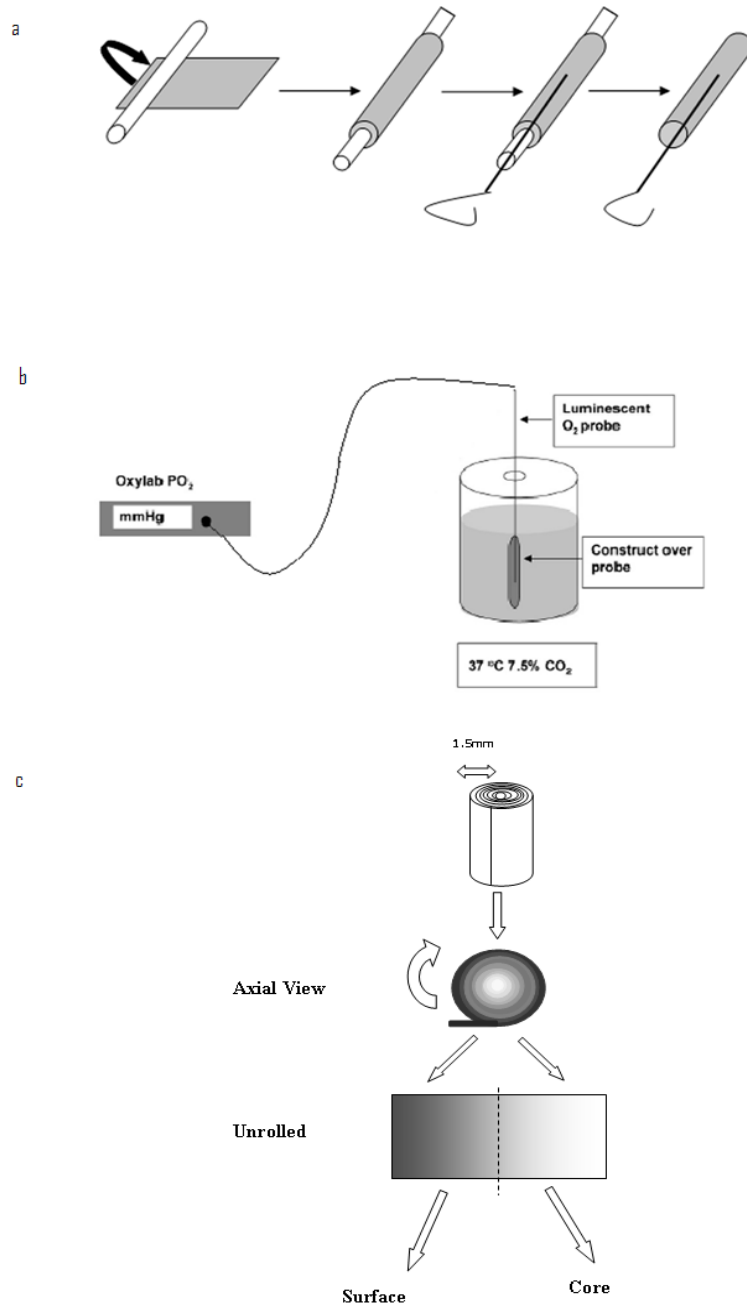 a
b
Luminescent
O₂ probe
Oxylab PO₂
mmHg
Construct over
probe
37 ºC 7.5% CO₂
1.5mm
c
Axial View
Unrolled
Surface
Core